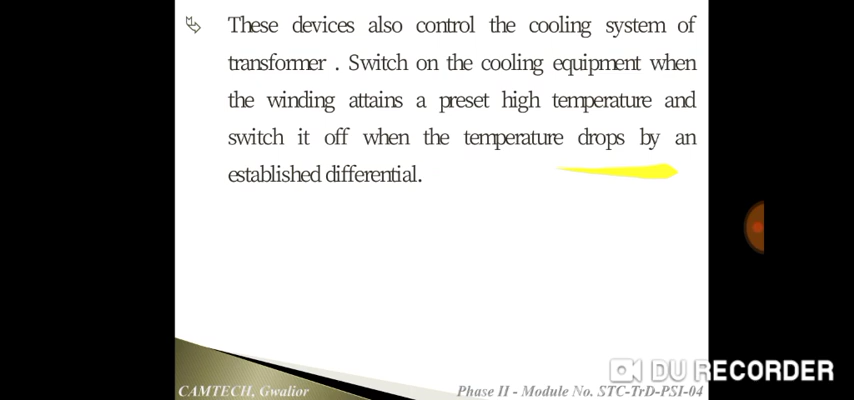 These devices also control the cooling system of
transformer . Switch on the cooling equipment when
the winding attains a preset high temperature and
switch it off when the temperature drops by an
established differential.
DU RECORDER
CAMTECH, Gwalior
Phase II - Module No. STC-TrD-PSI-04